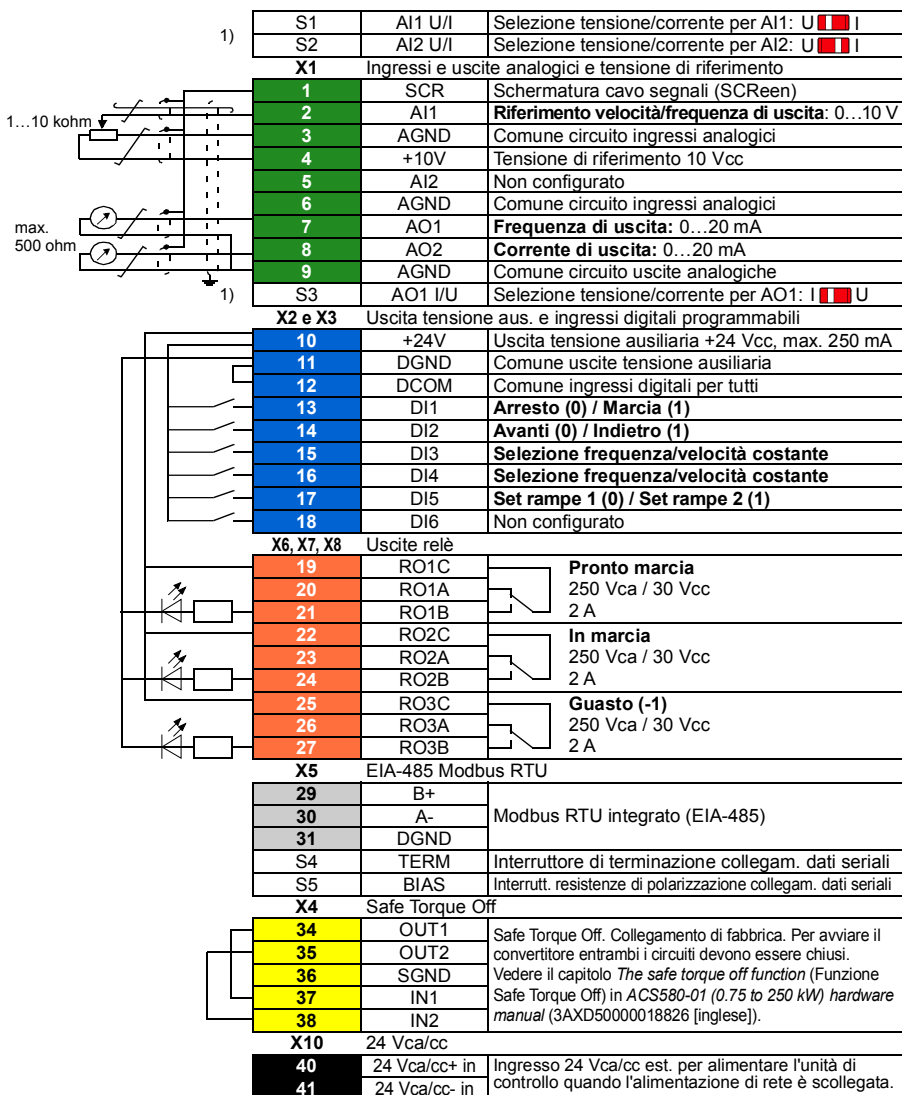 1)
S1 AI1 U/I Selezione tensione/corrente per AI1: U I
S2 AI2 U/I Selezione tensione/corrente per AI2: U I
X1 Ingressi e uscite analogici e tensione di riferimento
1 SCR Schermatura cavo segnali (SCReen)
2 AI1 Riferimento velocità/frequenza di uscita: 0…10 V
1…10 kohm
3 AGND Comune circuito ingressi analogici
4 +10V Tensione di riferimento 10 Vcc
5 AI2 Non configurato
6 AGND Comune circuito ingressi analogici
7 AO1 Frequenza di uscita: 0…20 mA
max.
500 ohm
8 AO2 Corrente di uscita: 0…20 mA
9 AGND Comune circuito uscite analogiche
1) S3 AO1 I/U Selezione tensione/corrente per AO1: I U
X2 e X3 Uscita tensione aus. e ingressi digitali programmabili
10 +24V Uscita tensione ausiliaria +24 Vcc, max. 250 mA
11 DGND Comune uscite tensione ausiliaria
12 DCOM Comune ingressi digitali per tutti
13 DI1 Arresto (0) / Marcia (1)
14 DI2 Avanti (0) / Indietro (1)
15 DI3 Selezione frequenza/velocità costante
16 DI4 Selezione frequenza/velocità costante
17 DI5 Set rampe 1 (0) / Set rampe 2 (1)
18 DI6 Non configurato
X6, X7, X8 Uscite relè
19 RO1C Pronto marcia
20 RO1A 250 Vca / 30 Vcc
21 RO1B 2 A
22 RO2C In marcia
23 RO2A 250 Vca / 30 Vcc
24 RO2B 2 A
25 RO3C Guasto (-1)
26 RO3A 250 Vca / 30 Vcc
27 RO3B 2 A
X5 EIA-485 Modbus RTU
29 B+
30 A- Modbus RTU integrato (EIA-485)
31 DGND
S4 TERM Interruttore di terminazione collegam. dati seriali
S5 BIAS Interrutt. resistenze di polarizzazione collegam. dati seriali
X4 Safe Torque Off
34 OUT1 Safe Torque Off. Collegamento di fabbrica. Per avviare il
35 OUT2 convertitore entrambi i circuiti devono essere chiusi.
36 SGND Vedere il capitolo The safe torque off function (Funzione
37 IN1 Safe Torque Off) in ACS580-01 (0.75 to 250 kW) hardware
38 IN2 manual (3AXD50000018826 [inglese]).
X10 24 Vca/cc
40 24 Vca/cc+ in Ingresso 24 Vca/cc est. per alimentare l'unità di
41 24 Vca/cc- in controllo quando l'alimentazione di rete è scollegata.